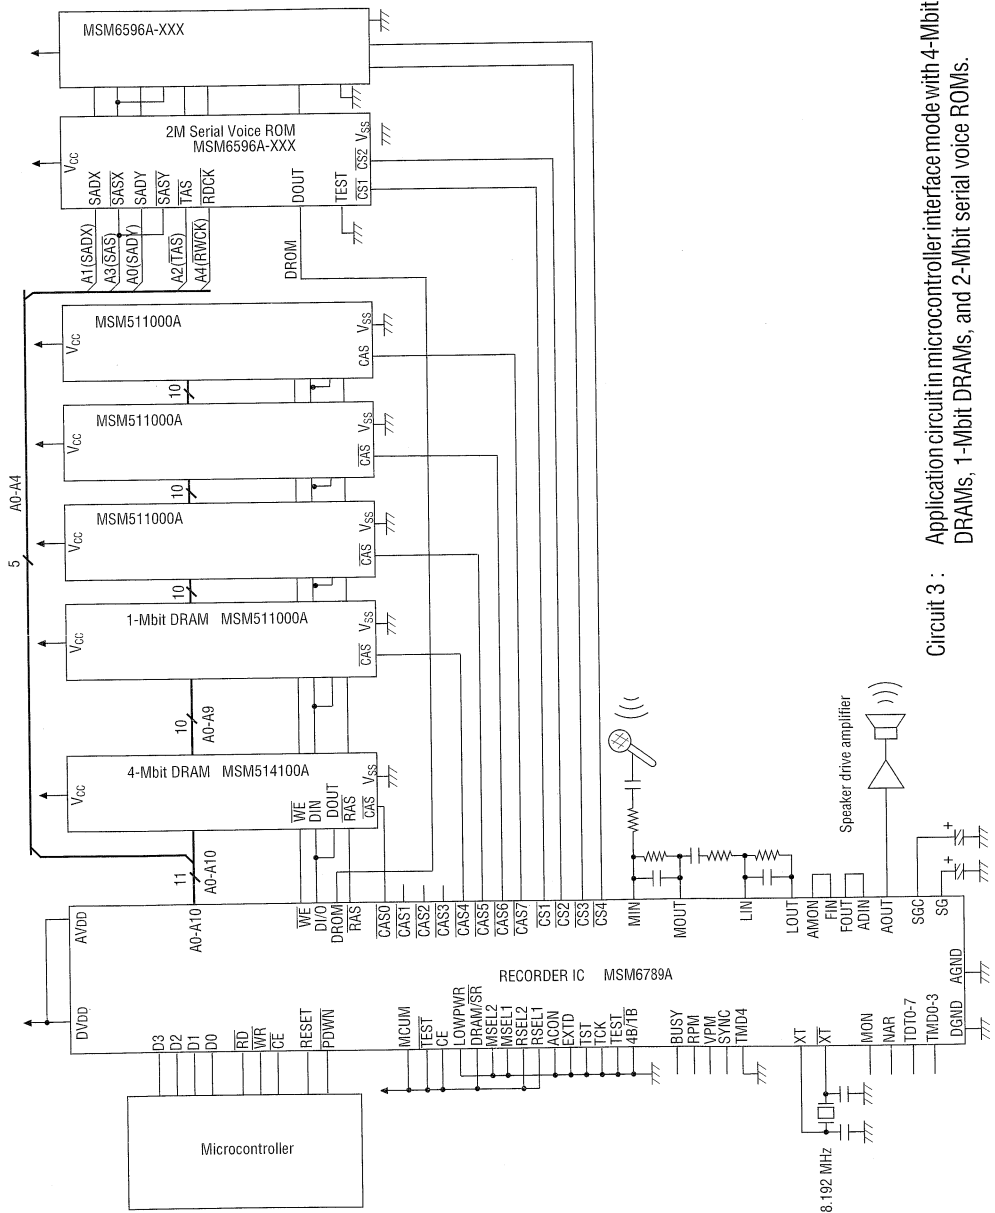 MSM6596A-XXX
2M Serial Voice ROM
MSM6596A-XXX
VCC
SADX
SASX
SADY
SASY
TAS
RDCK
DOUT
TEST
CS1
CS2
VSS
A1(SADX)
A3(SAS)
A0(SADY)
A2(TAS)
A4(RWCK)
DROM
MSM511000A
VCC
CAS
VSS
10
MSM511000A
VCC
CAS
VSS
10
MSM511000A
VCC
CAS
VSS
10
1-Mbit DRAM MSM511000A
VCC
CAS
VSS
10
A0-A9
4-Mbit DRAM MSM514100A
VCC
WE
DIN
DOUT
RAS
CAS
VSS
5
A0-A4
11
A0-A10
AVDD
DVDD
A0-A10
WE
DI/O
DROM
RAS
CAS0
CAS1
CAS2
CAS3
CAS4
CAS5
CAS6
CAS7
CS1
CS2
CS3
CS4
MIN
MOUT
LIN
LOUT
AMON
FIN
FOUT
ADIN
AOUT
SGC
SG
AGND
DGND
RECORDER IC MSM6789A
D3
D2
D1
D0
RD
WR
CE
RESET
PDWN
MCUM
TEST
CE
LOWPWR
DRAM/SR
MSEL2
MSEL1
RSEL2
RSEL1
ACON
EXTD
TST
TCK
TEST
4B/1B
BUSY
RPM
VPM
SYNC
TMD4
XT
XT
MON
NAR
TDT0-7
TMD0-3
Microcontroller
8.192 MHz
Speaker drive amplifier
+
+
Circuit 3 : Application circuit in microcontroller interface mode with 4-Mbit
DRAMs, 1-Mbit DRAMs, and 2-Mbit serial voice ROMs.